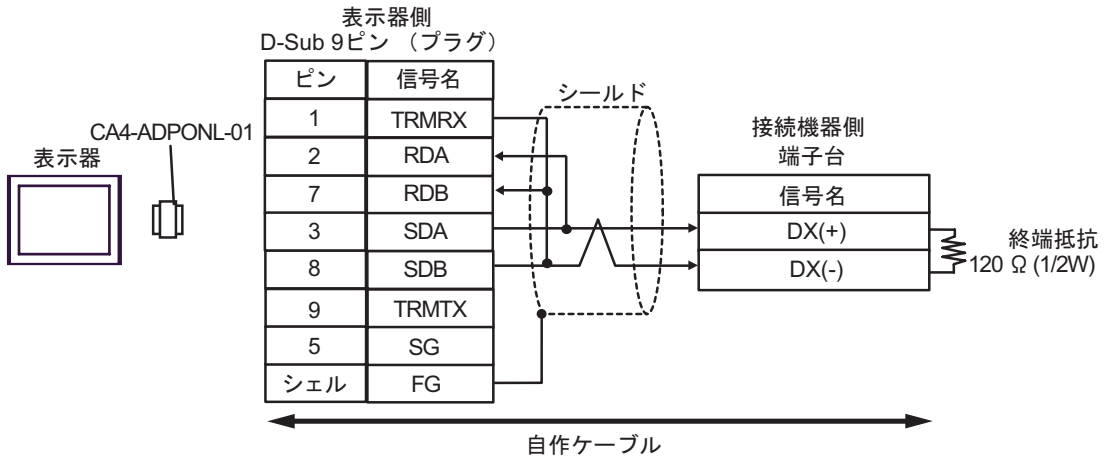 表示器側
D-Sub 9ピン （プラグ）
ピン 信号名
1 TRMRX
2 RDA
7 RDB
3 SDA
8 SDB
9 TRMTX
5 SG
シェル FG
CA4-ADPONL-01
表示器
シールド
接続機器側
端子台
信号名
DX(+)
DX(-)
終端抵抗
120 Ω (1/2W)
自作ケーブル